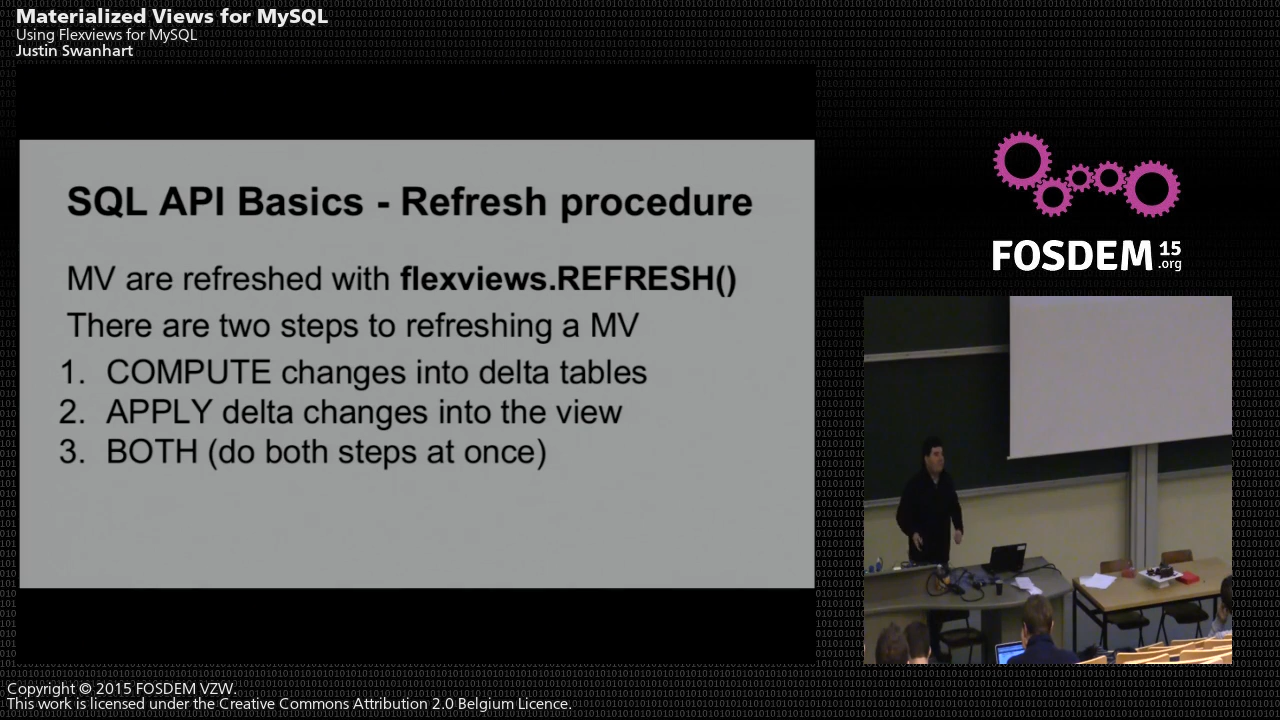 Materialized Views for MySQL
Using Flexviews for MySQL
Justin Swanhart
SQL API Basics - Refresh procedure
MV are refreshed with flexviews.REFRESH()
There are two steps to refreshing a MV
1. COMPUTE changes into delta tables
2. APPLY delta changes into the view
3. BOTH (do both steps at once)
FOSDEM 15
.org
Copyright © 2015 FOSDEM VZW.
This work is licensed under the Creative Commons Attribution 2.0 Belgium Licence.